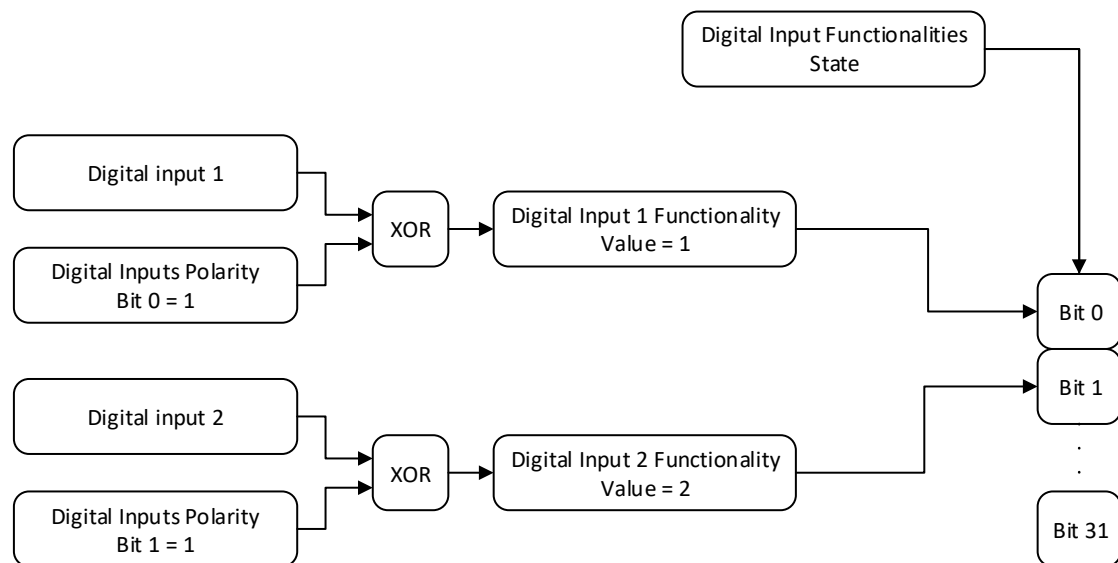 Digital Input Functionalities
State
Digital input 1
XOR
Digital Input 1 Functionality
Value = 1
Digital Inputs Polarity
Bit 0 = 1
Bit 0
Bit 1
Digital input 2
XOR
Digital Input 2 Functionality
Value = 2
Digital Inputs Polarity
Bit 1 = 1
.
.
.
Bit 31